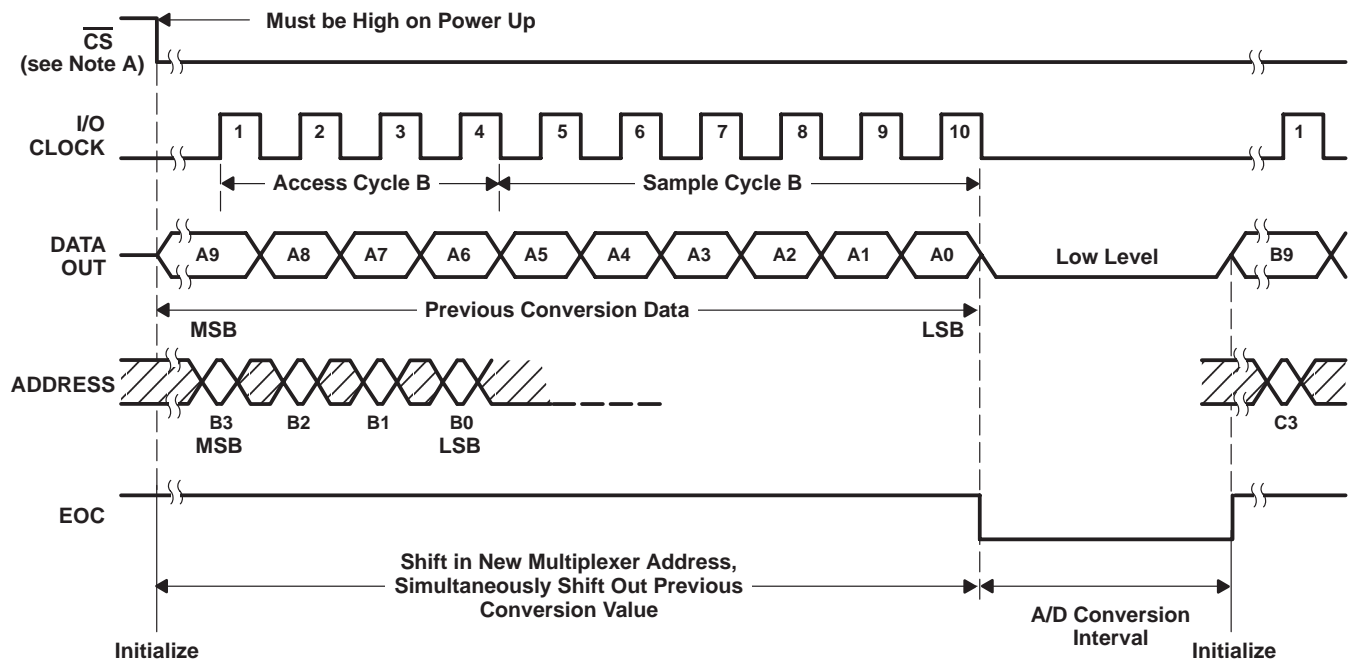 Must be High on Power Up
CS
(see Note A)
I/O
CLOCK
1 2 3 4 5 6 7 8 9 10 1
Access Cycle B Sample Cycle B
DATA
OUT
A9 A8 A7 A6 A5 A4 A3 A2 A1 A0 Low Level B9
Previous Conversion Data
MSB LSB
ADDRESS
B3 B2 B1 B0 C3
MSB LSB
EOC
Shift in New Multiplexer Address,
Simultaneously Shift Out Previous
Conversion Value
A/D Conversion
Interval
Initialize Initialize